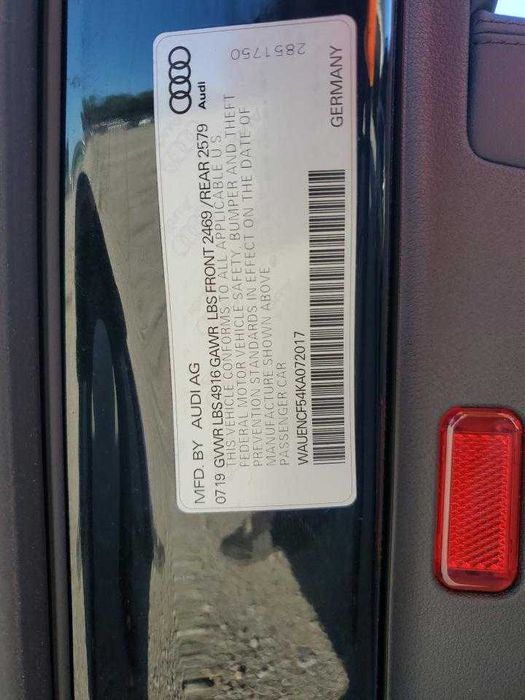 MFD. BY AUDI AG
07 19 GVWR LBS 4916 GAWR LBS FRONT 2469 /REAR 2579
THIS VEHICLE CONFORMS TO ALL APPLICABLE U.S.
FEDERAL MOTOR VEHICLE SAFETY, BUMPER AND THEFT
PREVENTION STANDARDS IN EFFECT ON THE DATE OF
MANUFACTURE SHOWN ABOVE
PASSENGER CAR
WAUENCF54KA072017
Audi
2851750
GERMANY